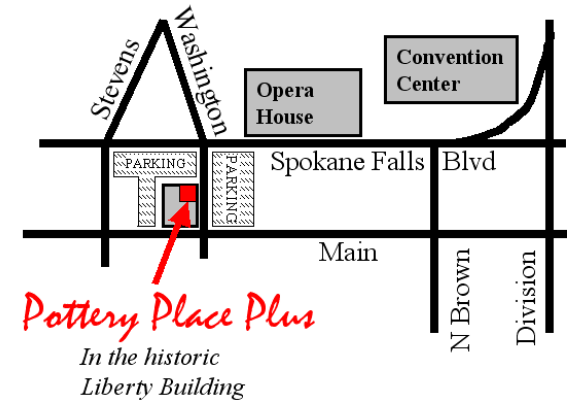 Stevens
Washington
Opera
House
Convention
Center
PARKING
PARKING
Spokane Falls Blvd
Main
N Brown
Division
Pottery Place Plus
In the historic
Liberty Building